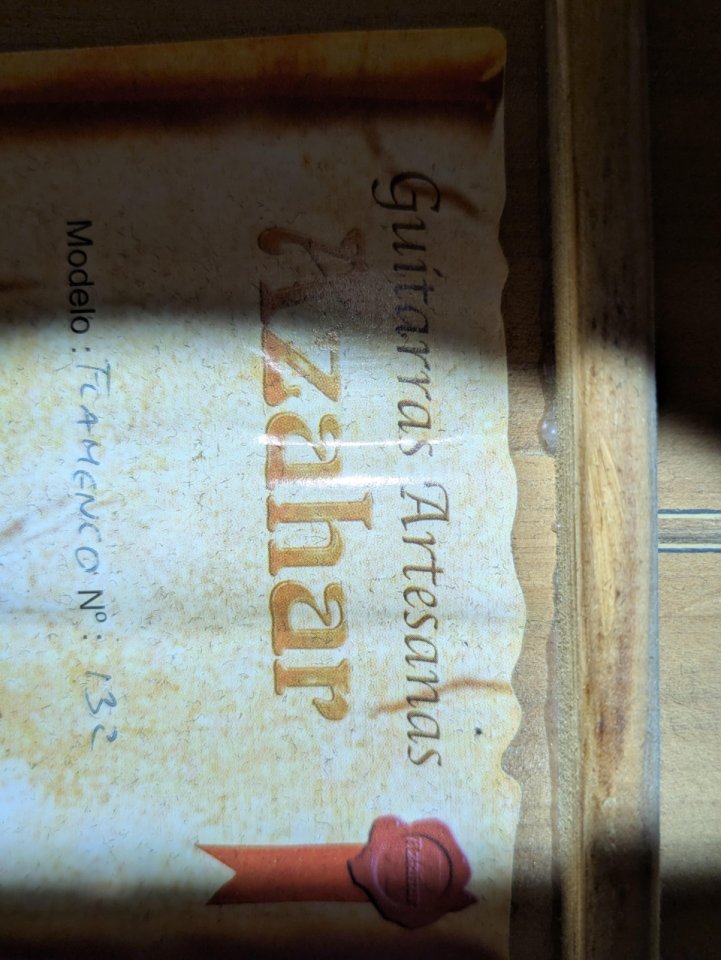 Guitarras Artesanas
Azahar
Modelo : FLAMENCO Nº : 132